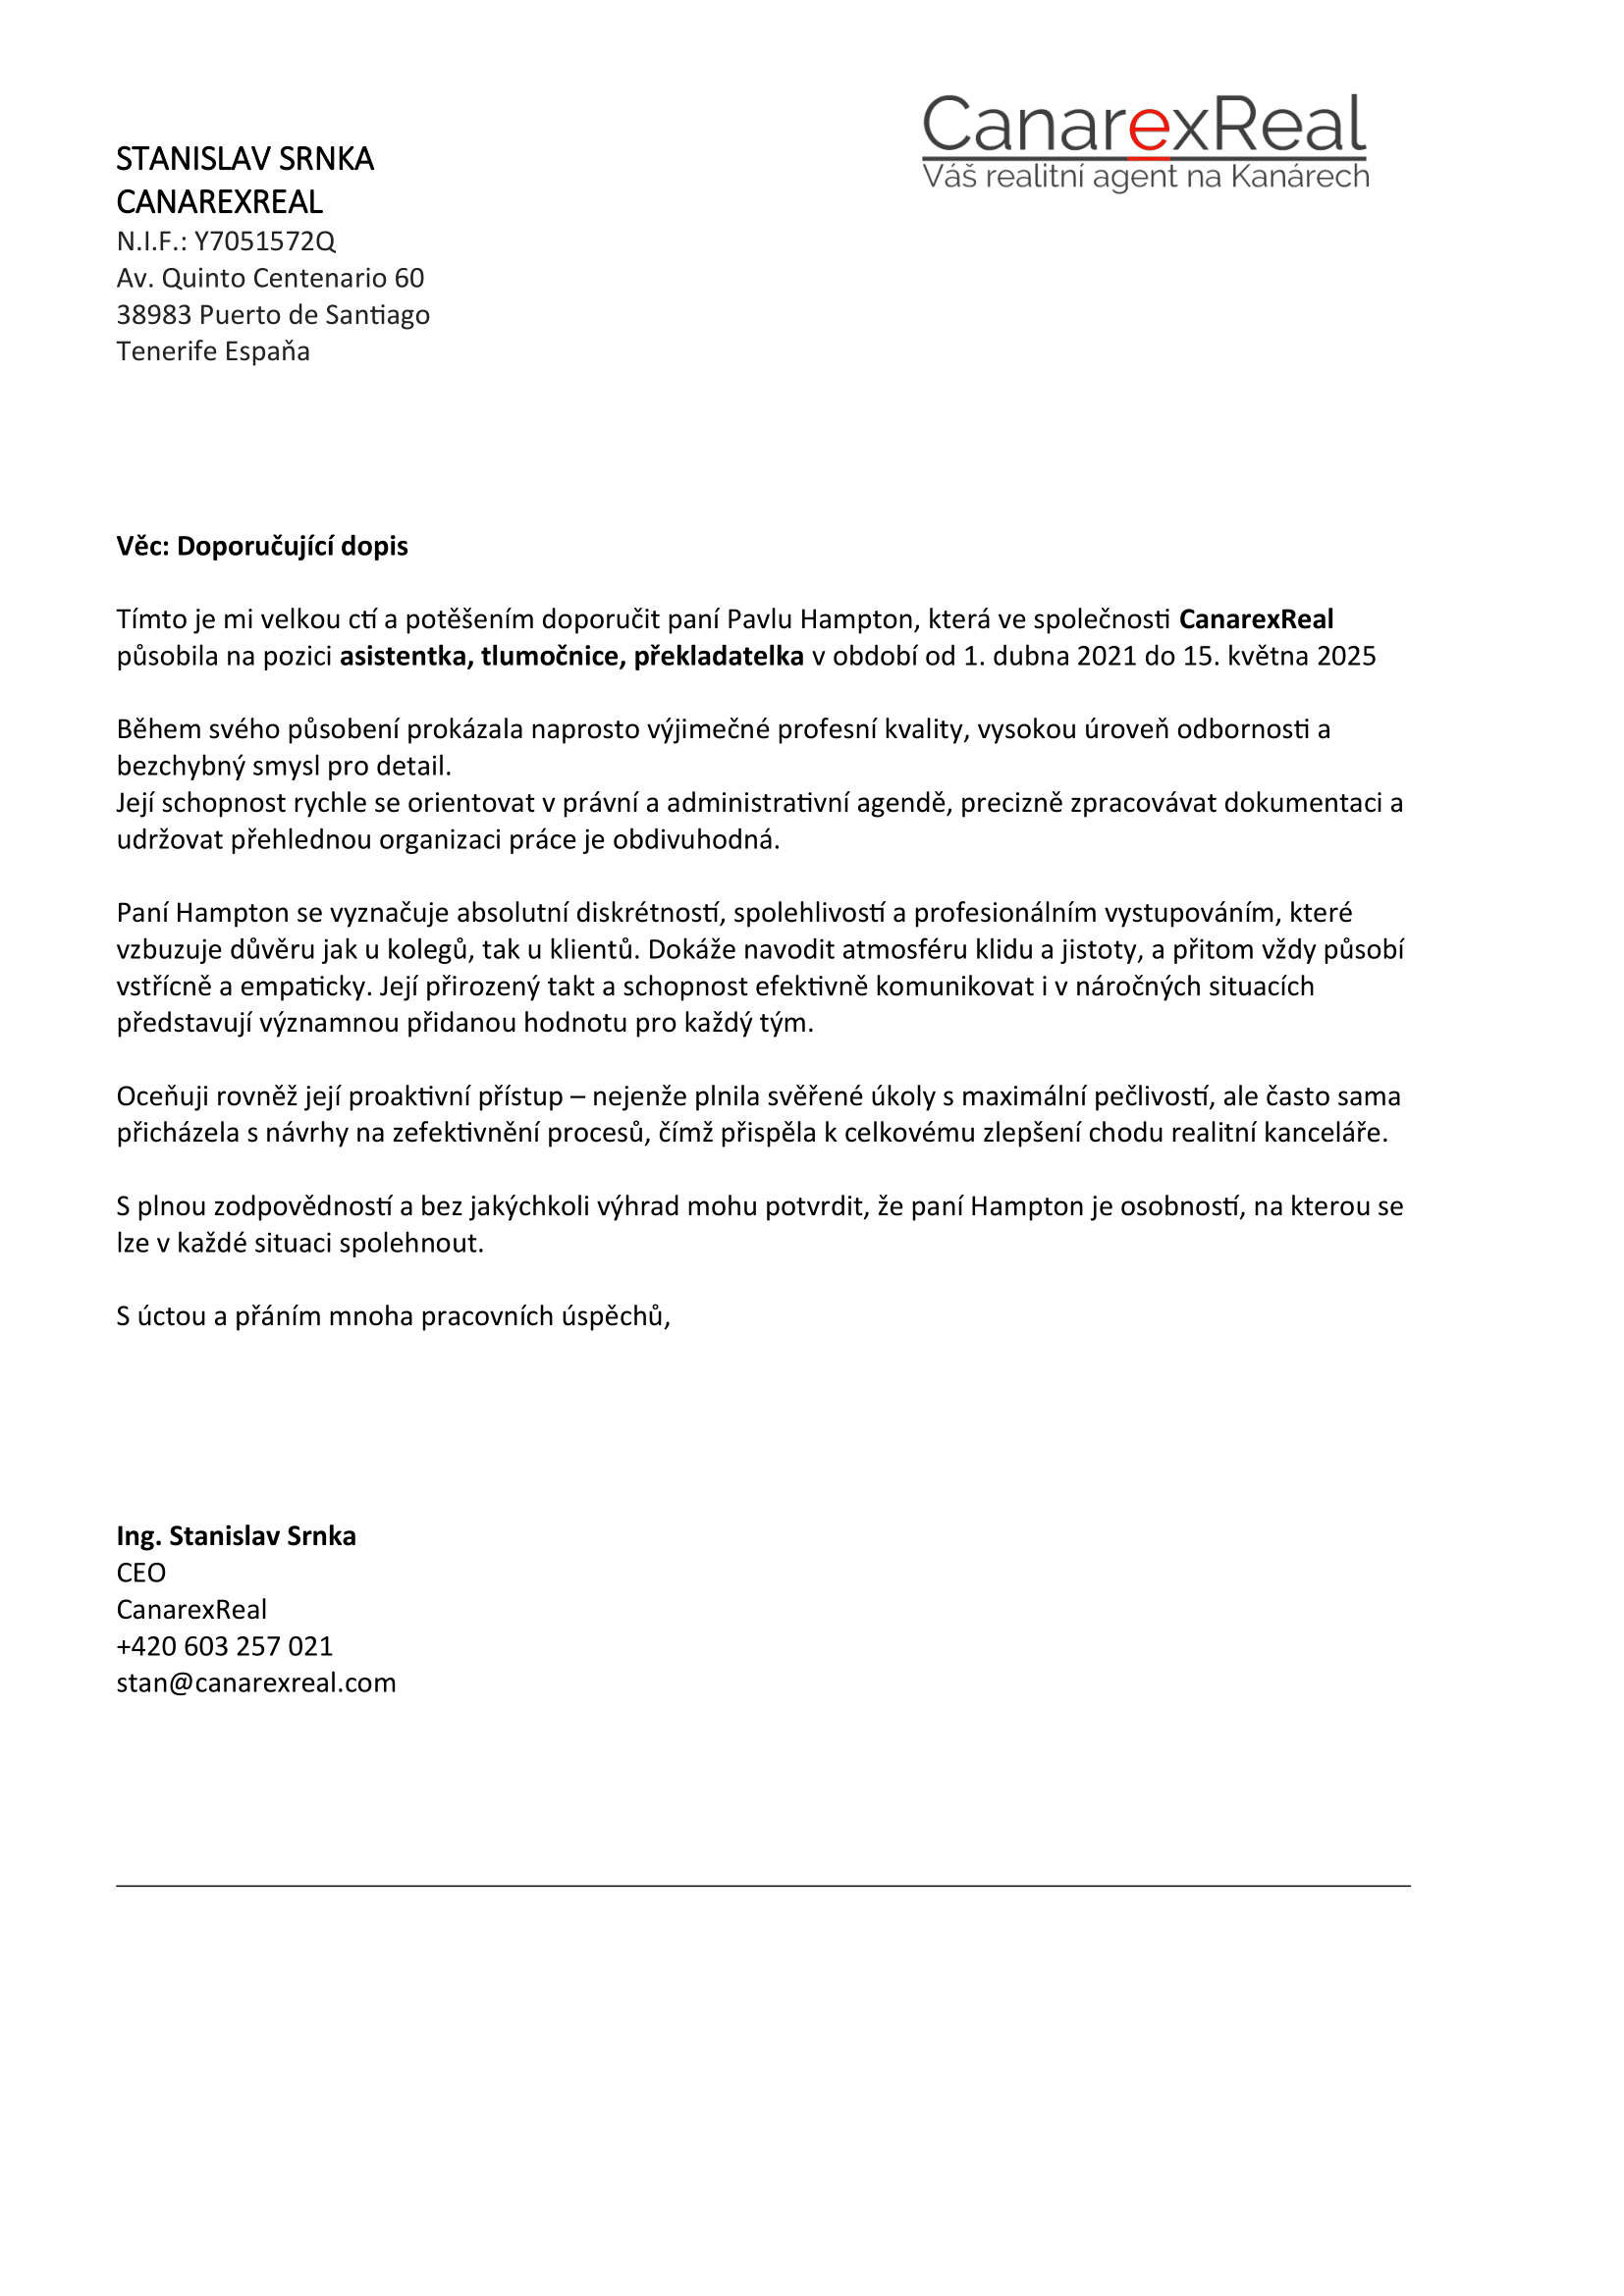 CanarexReal
Váš realitní agent na Kanárech
STANISLAV SRNKA
CANAREXREAL
N.I.F.: Y7051572Q
Av. Quinto Centenario 60
38983 Puerto de Santiago
Tenerife Espaňa
Věc: Doporučující dopis
Tímto je mi velkou ctí a potěšením doporučit paní Pavlu Hampton, která ve společnosti CanarexReal
působila na pozici asistentka, tlumočnice, překladatelka v období od 1. dubna 2021 do 15. května 2025
Během svého působení prokázala naprosto výjimečné profesní kvality, vysokou úroveň odbornosti a
bezchybný smysl pro detail.
Její schopnost rychle se orientovat v právní a administrativní agendě, precizně zpracovávat dokumentaci a
udržovat přehlednou organizaci práce je obdivuhodná.
Paní Hampton se vyznačuje absolutní diskrétností, spolehlivostí a profesionálním vystupováním, které
vzbuzuje důvěru jak u kolegů, tak u klientů. Dokáže navodit atmosféru klidu a jistoty, a přitom vždy působí
vstřícně a empaticky. Její přirozený takt a schopnost efektivně komunikovat i v náročných situacích
představují významnou přidanou hodnotu pro každý tým.
Oceňuji rovněž její proaktivní přístup – nejenže plnila svěřené úkoly s maximální pečlivostí, ale často sama
přicházela s návrhy na zefektivnění procesů, čímž přispěla k celkovému zlepšení chodu realitní kanceláře.
S plnou zodpovědností a bez jakýchkoli výhrad mohu potvrdit, že paní Hampton je osobností, na kterou se
lze v každé situaci spolehnout.
S úctou a přáním mnoha pracovních úspěchů,
Ing. Stanislav Srnka
CEO
CanarexReal
+420 603 257 021
stan@canarexreal.com